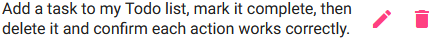 Add a task to my Todo list, mark it complete, then
delete it and confirm each action works correctly.